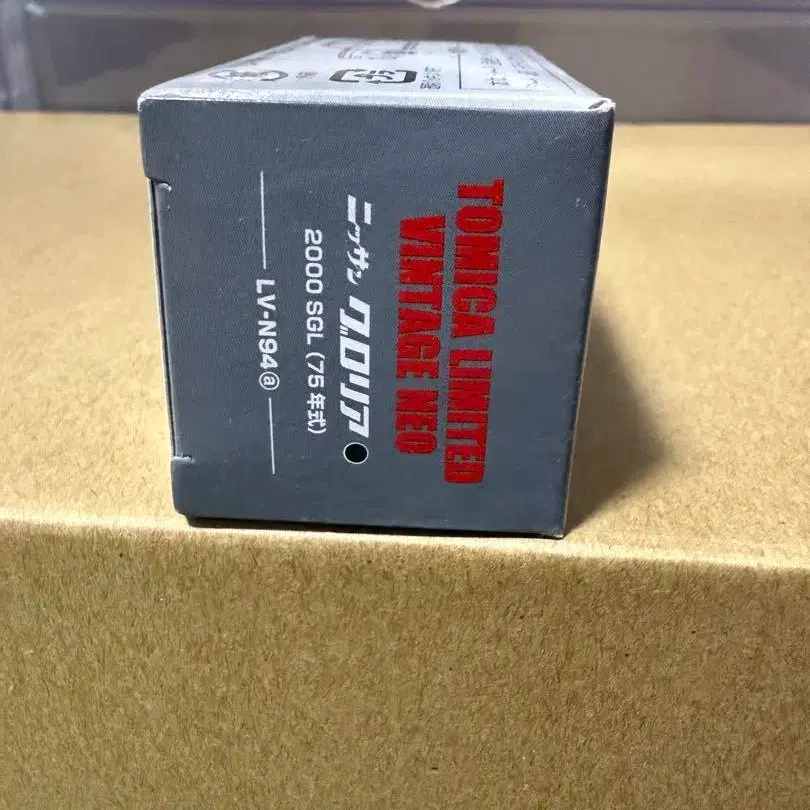 TOMICA LIMITED
VINTAGE NEO
ニッサン グロリア
2000 SGL (75年式)
LV-N94ⓐ